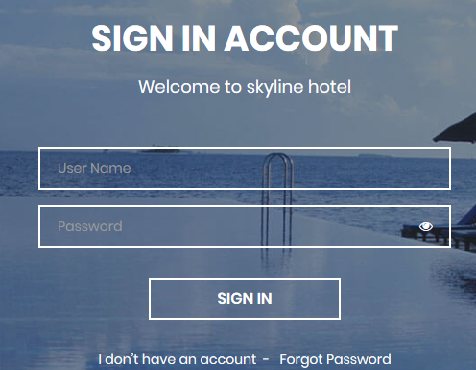 SIGN IN ACCOUNT
Welcome to skyline hotel
User Name
Password
SIGN IN
I don't have an account - Forgot Password